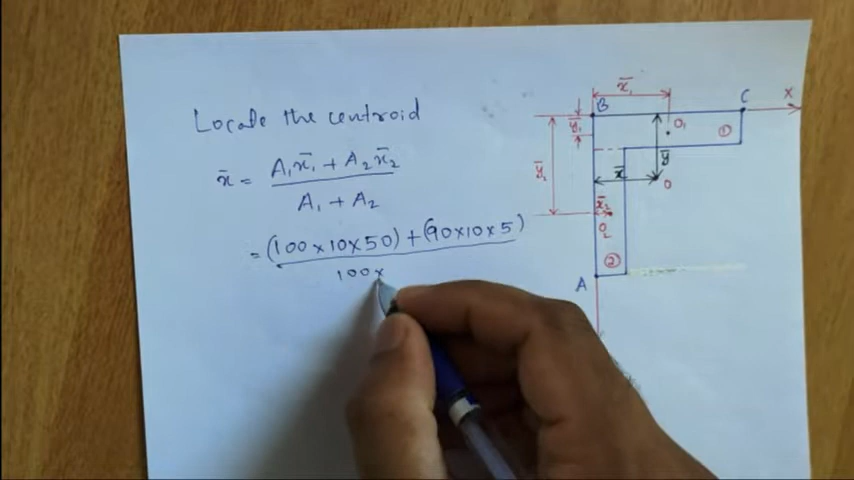 Locate the centroid
x̄ = A₁x̄₁ + A₂x̄₂
A₁ + A₂
= (100×10×50) + (90×10×5)
100×
x̄₁
B
C
X
ȳ₁
O₁
①
ȳ₂
x̄
ȳ
O
x̄₂
O₂
②
A